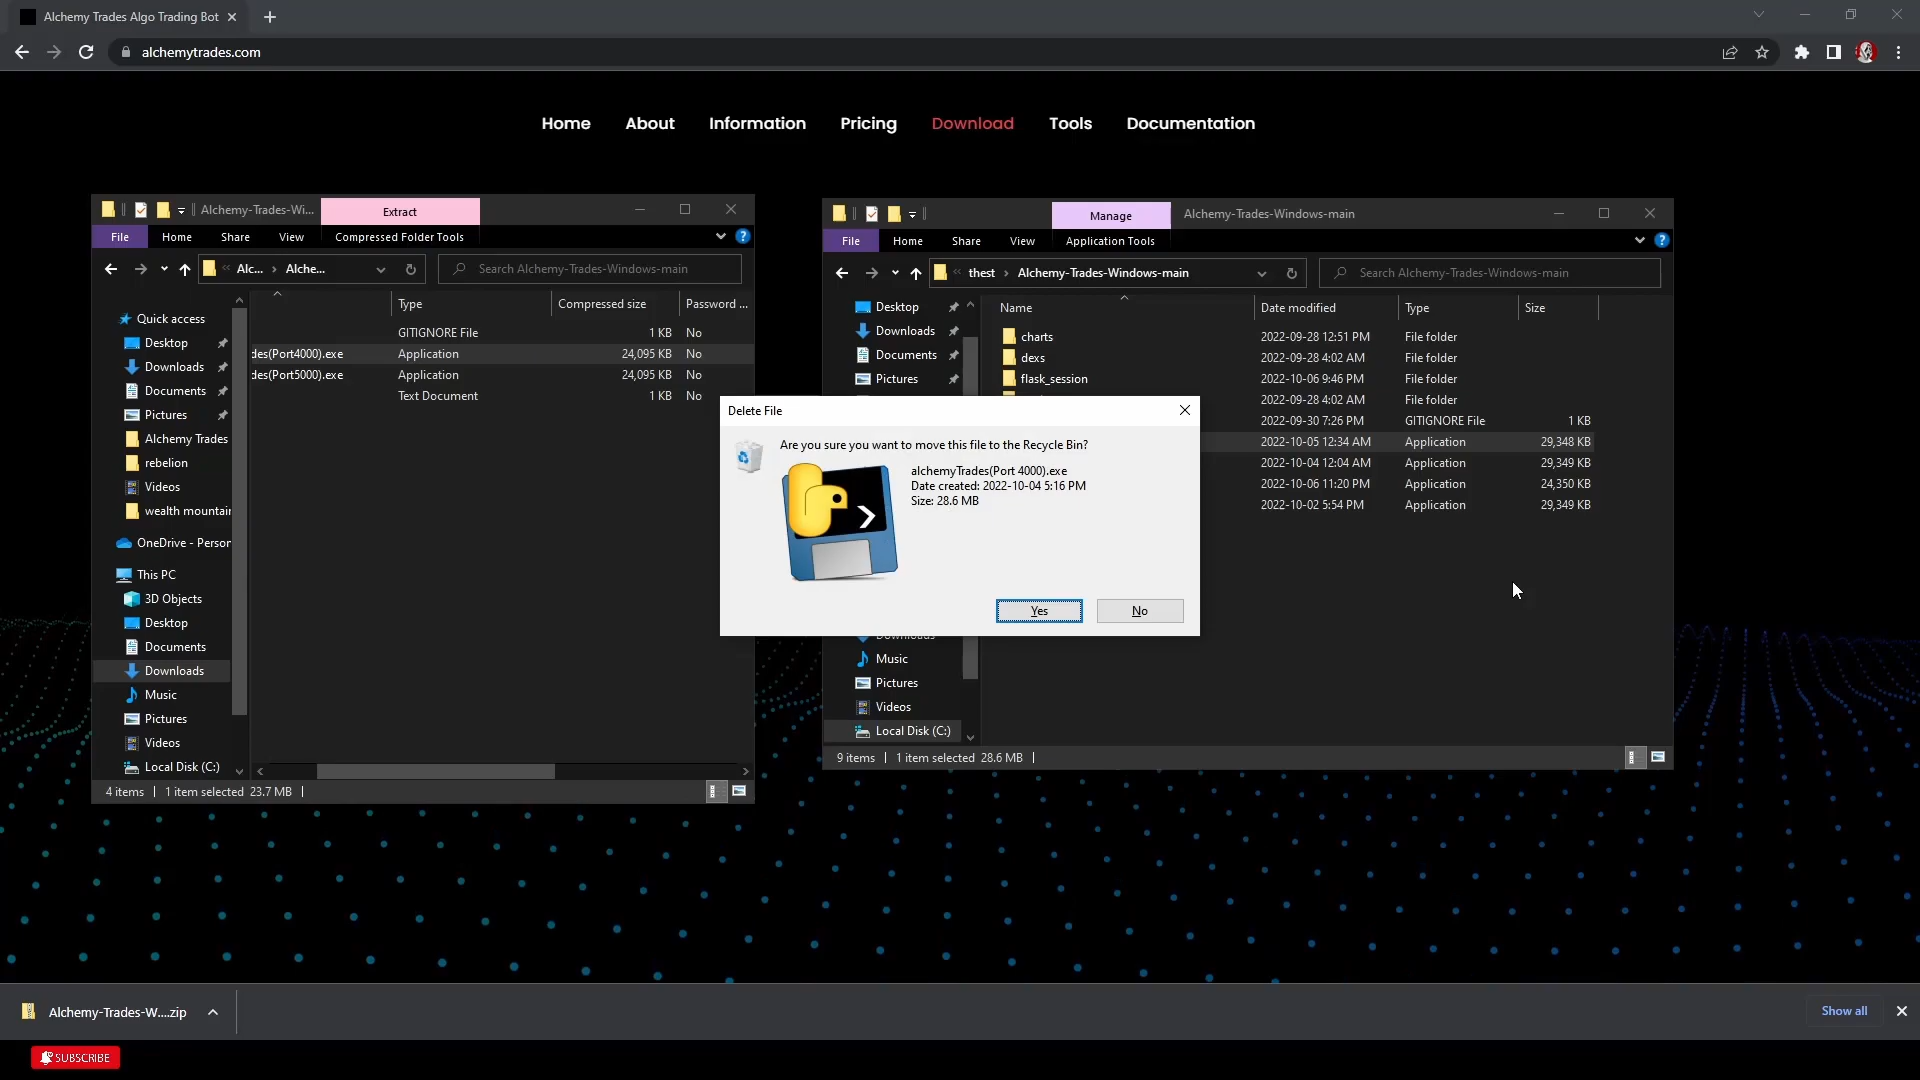 Alchemy Trades Algo Trading Bot
alchemytrades.com
Home About Information Pricing Download Tools Documentation
Alchemy-Trades-Wi...
Extract
File Home Share View Compressed Folder Tools
Alc... Alche...
Search Alchemy-Trades-Windows-main
Quick access
Desktop
Downloads
Documents
Pictures
Alchemy Trades
rebelion
Videos
wealth mountain
OneDrive - Person
This PC
3D Objects
Desktop
Documents
Downloads
Music
Pictures
Videos
Local Disk (C:)
Type Compressed size Password ...
GITIGNORE File 1 KB No
des(Port4000).exe Application 24,095 KB No
des(Port5000).exe Application 24,095 KB No
Text Document 1 KB No
4 items 1 item selected 23.7 MB
Manage
Alchemy-Trades-Windows-main
File Home Share View Application Tools
thest Alchemy-Trades-Windows-main
Search Alchemy-Trades-Windows-main
Desktop
Downloads
Documents
Pictures
Name Date modified Type Size
charts 2022-09-28 12:51 PM File folder
dexs 2022-09-28 4:02 AM File folder
flask_session 2022-10-06 9:46 PM File folder
2022-09-28 4:02 AM File folder
2022-09-30 7:26 PM GITIGNORE File 1 KB
2022-10-05 12:34 AM Application 29,348 KB
2022-10-04 12:04 AM Application 29,349 KB
2022-10-06 11:20 PM Application 24,350 KB
2022-10-02 5:54 PM Application 29,349 KB
Delete File
Are you sure you want to move this file to the Recycle Bin?
alchemyTrades(Port 4000).exe
Date created: 2022-10-04 5:16 PM
Size: 28.6 MB
Yes No
Downloads
Music
Pictures
Videos
Local Disk (C:)
9 items 1 item selected 28.6 MB
Alchemy-Trades-W....zip
Show all
SUBSCRIBE